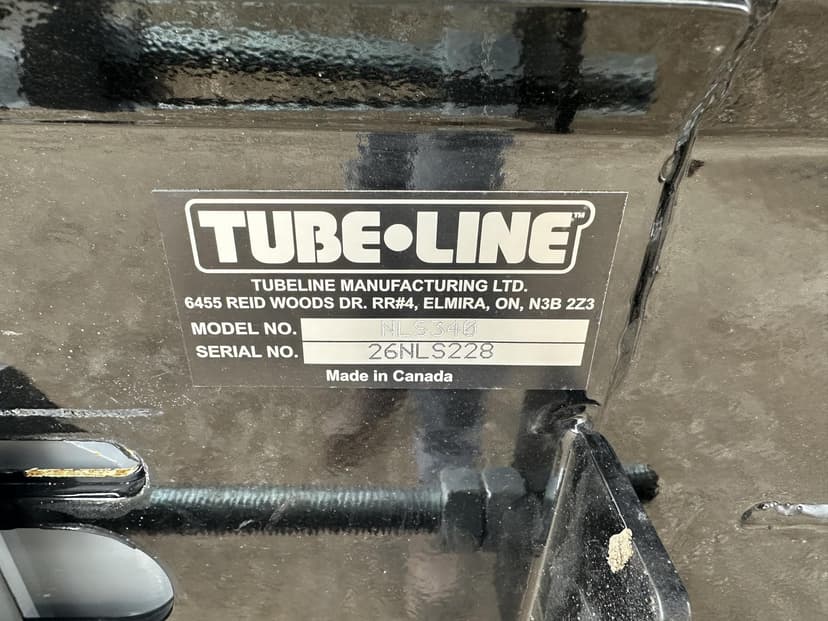 TUBE•LINE™
TUBELINE MANUFACTURING LTD.
6455 REID WOODS DR. RR#4, ELMIRA, ON, N3B 2Z3
MODEL NO. NLS340
SERIAL NO. 26NLS228
Made in Canada